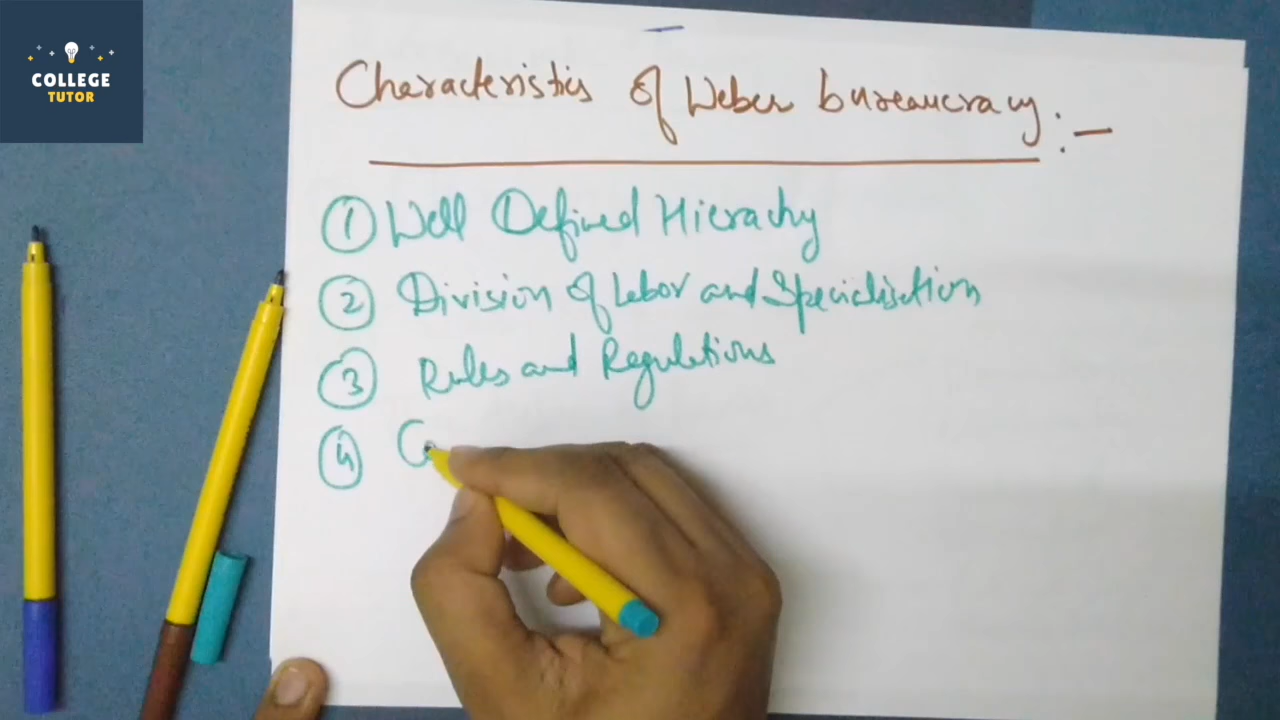 COLLEGE
TUTOR
Characteristics of Weber bureaucracy :-
① Well Defined Hierachy
② Division of Labor and Specialisation
③ Rules and Regulations
④ C